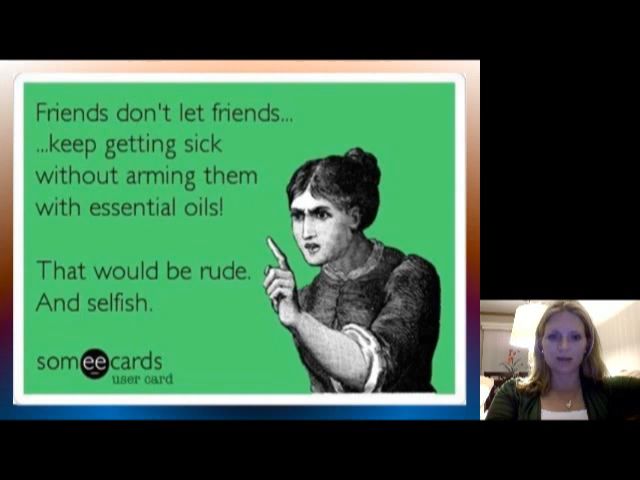 Friends don't let friends...
...keep getting sick
without arming them
with essential oils!
That would be rude.
And selfish.
someecards
user card